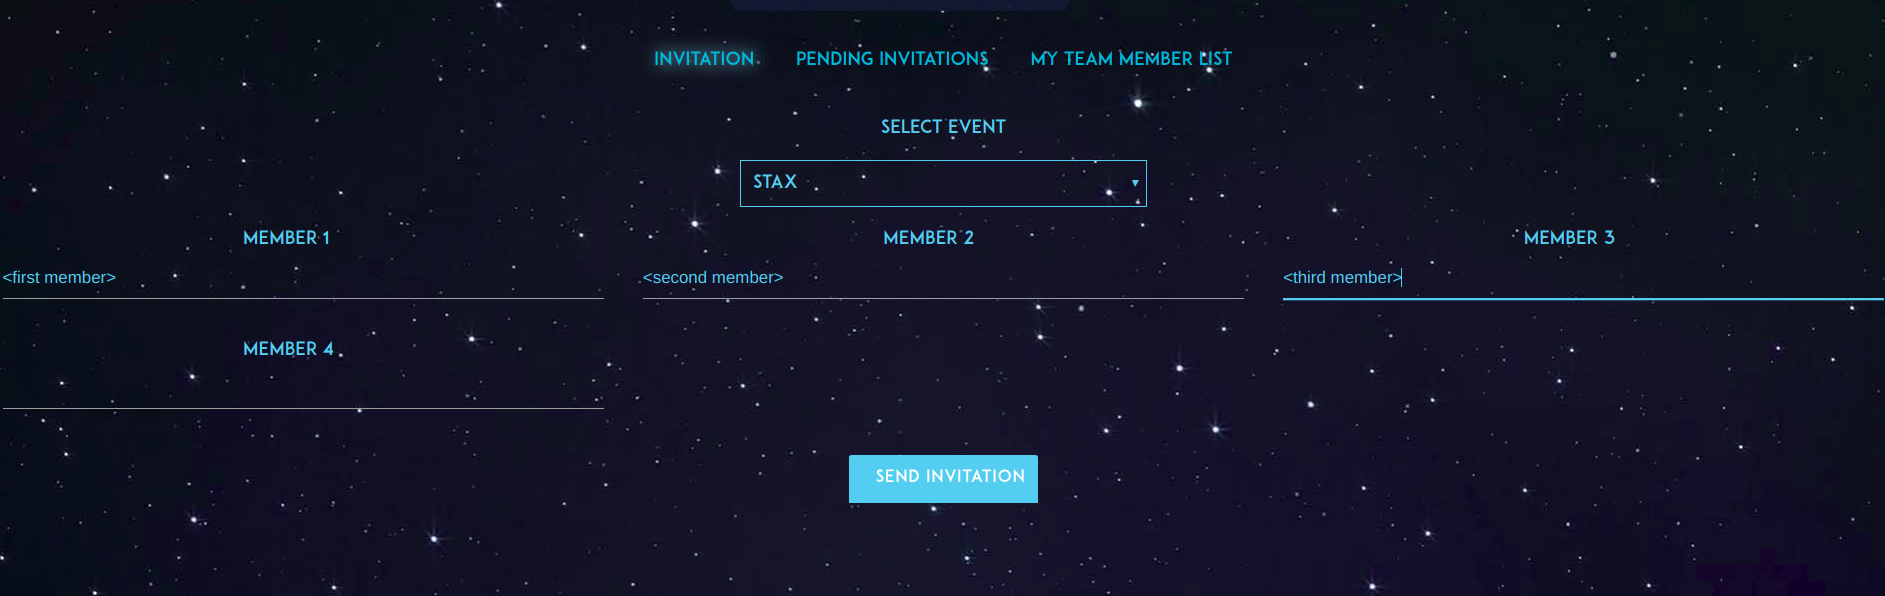 INVITATION PENDING INVITATIONS MY TEAM MEMBER LIST
SELECT EVENT
STAX
MEMBER 1 MEMBER 2 MEMBER 3
<first member> <second member> <third member>
MEMBER 4
SEND INVITATION